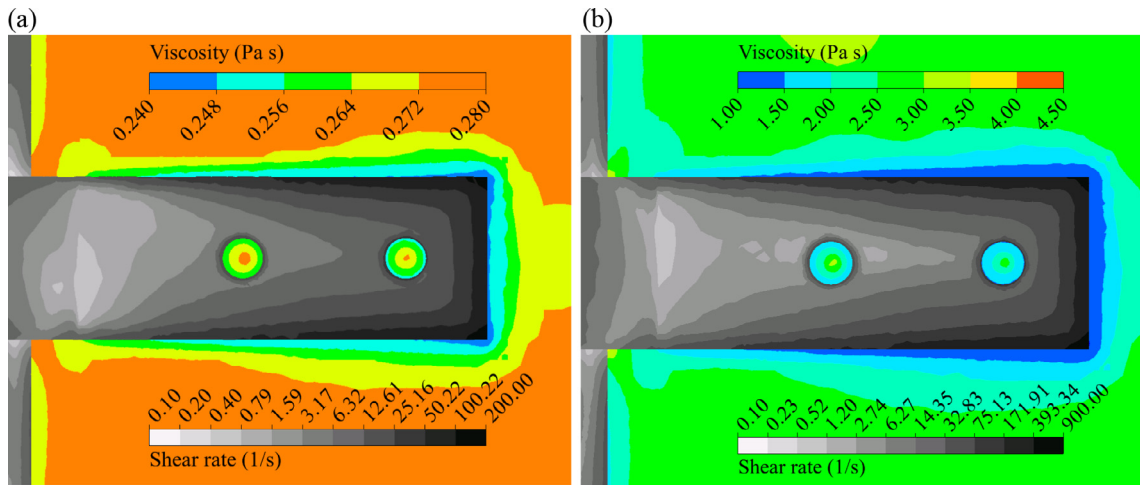 (a)
Viscosity (Pa s)
0.240 0.248 0.256 0.264 0.272 0.280
0.10 0.20 0.40 0.79 1.59 3.17 6.32 12.61 25.16 50.22 100.22 200.00
Shear rate (1/s)
(b)
Viscosity (Pa s)
1.00 1.50 2.00 2.50 3.00 3.50 4.00 4.50
0.10 0.23 0.52 1.20 2.74 6.27 14.35 32.83 75.13 171.91 393.34 900.00
Shear rate (1/s)